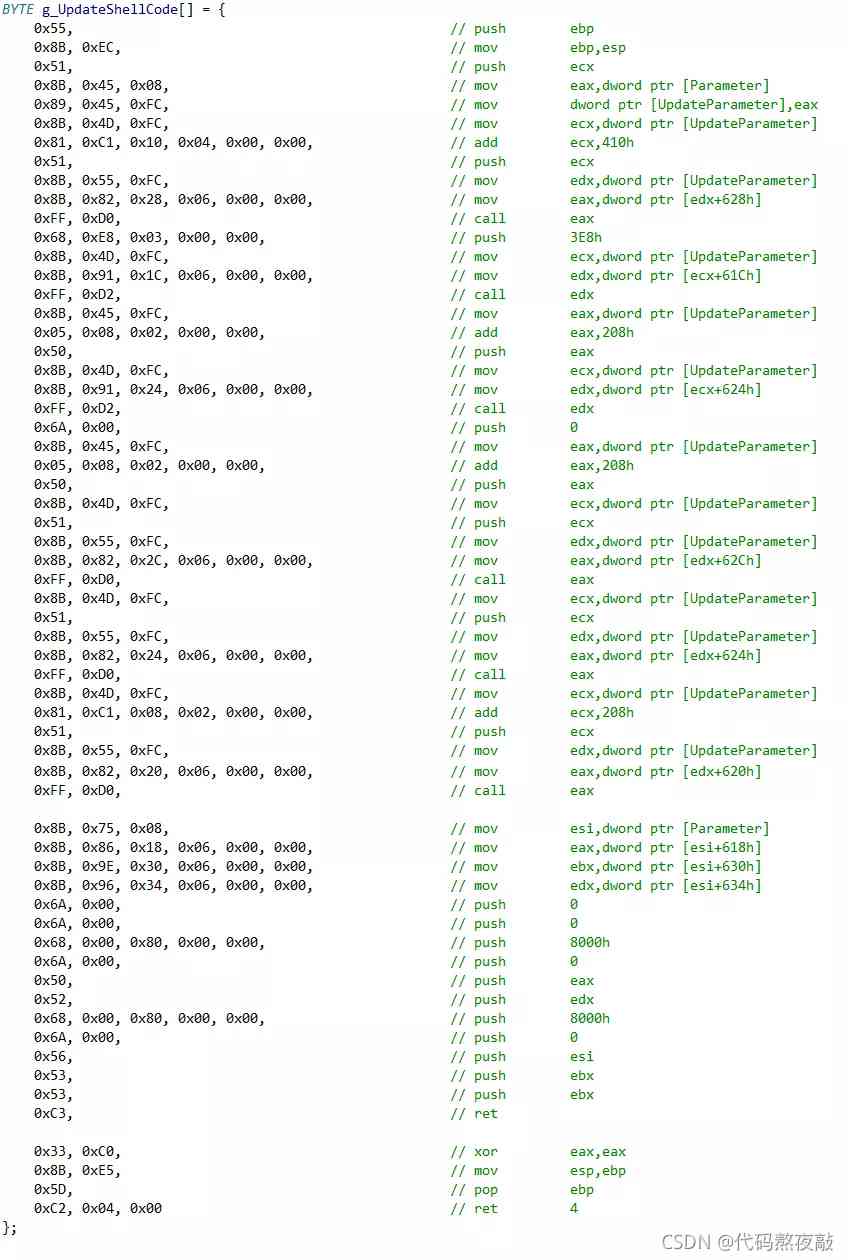 BYTE g_UpdateShellCode[] = {
0x55, // push ebp
0x8B, 0xEC, // mov ebp,esp
0x51, // push ecx
0x8B, 0x45, 0x08, // mov eax,dword ptr [Parameter]
0x89, 0x45, 0xFC, // mov dword ptr [UpdateParameter],eax
0x8B, 0x4D, 0xFC, // mov ecx,dword ptr [UpdateParameter]
0x81, 0xC1, 0x10, 0x04, 0x00, 0x00, // add ecx,410h
0x51, // push ecx
0x8B, 0x55, 0xFC, // mov edx,dword ptr [UpdateParameter]
0x8B, 0x82, 0x28, 0x06, 0x00, 0x00, // mov eax,dword ptr [edx+628h]
0xFF, 0xD0, // call eax
0x68, 0xE8, 0x03, 0x00, 0x00, // push 3E8h
0x8B, 0x4D, 0xFC, // mov ecx,dword ptr [UpdateParameter]
0x8B, 0x91, 0x1C, 0x06, 0x00, 0x00, // mov edx,dword ptr [ecx+61Ch]
0xFF, 0xD2, // call edx
0x8B, 0x45, 0xFC, // mov eax,dword ptr [UpdateParameter]
0x05, 0x08, 0x02, 0x00, 0x00, // add eax,208h
0x50, // push eax
0x8B, 0x4D, 0xFC, // mov ecx,dword ptr [UpdateParameter]
0x8B, 0x91, 0x24, 0x06, 0x00, 0x00, // mov edx,dword ptr [ecx+624h]
0xFF, 0xD2, // call edx
0x6A, 0x00, // push 0
0x8B, 0x45, 0xFC, // mov eax,dword ptr [UpdateParameter]
0x05, 0x08, 0x02, 0x00, 0x00, // add eax,208h
0x50, // push eax
0x8B, 0x4D, 0xFC, // mov ecx,dword ptr [UpdateParameter]
0x51, // push ecx
0x8B, 0x55, 0xFC, // mov edx,dword ptr [UpdateParameter]
0x8B, 0x82, 0x2C, 0x06, 0x00, 0x00, // mov eax,dword ptr [edx+62Ch]
0xFF, 0xD0, // call eax
0x8B, 0x4D, 0xFC, // mov ecx,dword ptr [UpdateParameter]
0x51, // push ecx
0x8B, 0x55, 0xFC, // mov edx,dword ptr [UpdateParameter]
0x8B, 0x82, 0x24, 0x06, 0x00, 0x00, // mov eax,dword ptr [edx+624h]
0xFF, 0xD0, // call eax
0x8B, 0x4D, 0xFC, // mov ecx,dword ptr [UpdateParameter]
0x81, 0xC1, 0x08, 0x02, 0x00, 0x00, // add ecx,208h
0x51, // push ecx
0x8B, 0x55, 0xFC, // mov edx,dword ptr [UpdateParameter]
0x8B, 0x82, 0x20, 0x06, 0x00, 0x00, // mov eax,dword ptr [edx+620h]
0xFF, 0xD0, // call eax
0x8B, 0x75, 0x08, // mov esi,dword ptr [Parameter]
0x8B, 0x86, 0x18, 0x06, 0x00, 0x00, // mov eax,dword ptr [esi+618h]
0x8B, 0x9E, 0x30, 0x06, 0x00, 0x00, // mov ebx,dword ptr [esi+630h]
0x8B, 0x96, 0x34, 0x06, 0x00, 0x00, // mov edx,dword ptr [esi+634h]
0x6A, 0x00, // push 0
0x6A, 0x00, // push 0
0x68, 0x00, 0x80, 0x00, 0x00, // push 8000h
0x6A, 0x00, // push 0
0x50, // push eax
0x52, // push edx
0x68, 0x00, 0x80, 0x00, 0x00, // push 8000h
0x6A, 0x00, // push 0
0x56, // push esi
0x53, // push ebx
0x53, // push ebx
0xC3, // ret
0x33, 0xC0, // xor eax,eax
0x8B, 0xE5, // mov esp,ebp
0x5D, // pop ebp
0xC2, 0x04, 0x00 // ret 4
};
CSDN @代码熬夜敲